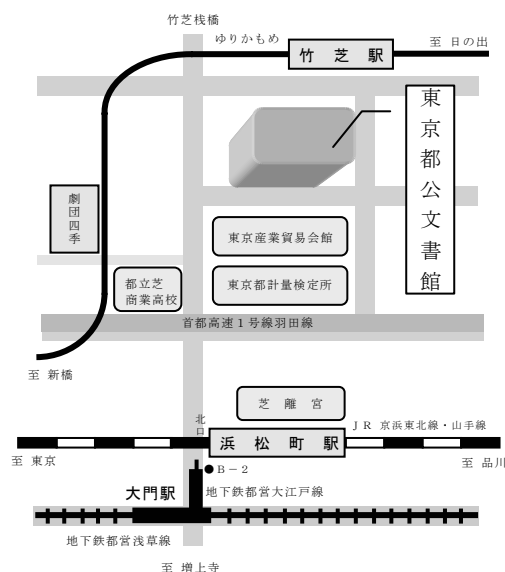 竹芝桟橋
ゆりかもめ
竹芝駅
至 日の出
東京都公文書館
劇団四季
東京産業貿易会館
都立芝
商業高校
東京都計量検定所
首都高速1号線羽田線
至 新橋
芝離宮
北口
JR 京浜東北線・山手線
浜松町駅
至 東京
至 品川
B－2
大門駅
地下鉄都営大江戸線
地下鉄都営浅草線
至 増上寺